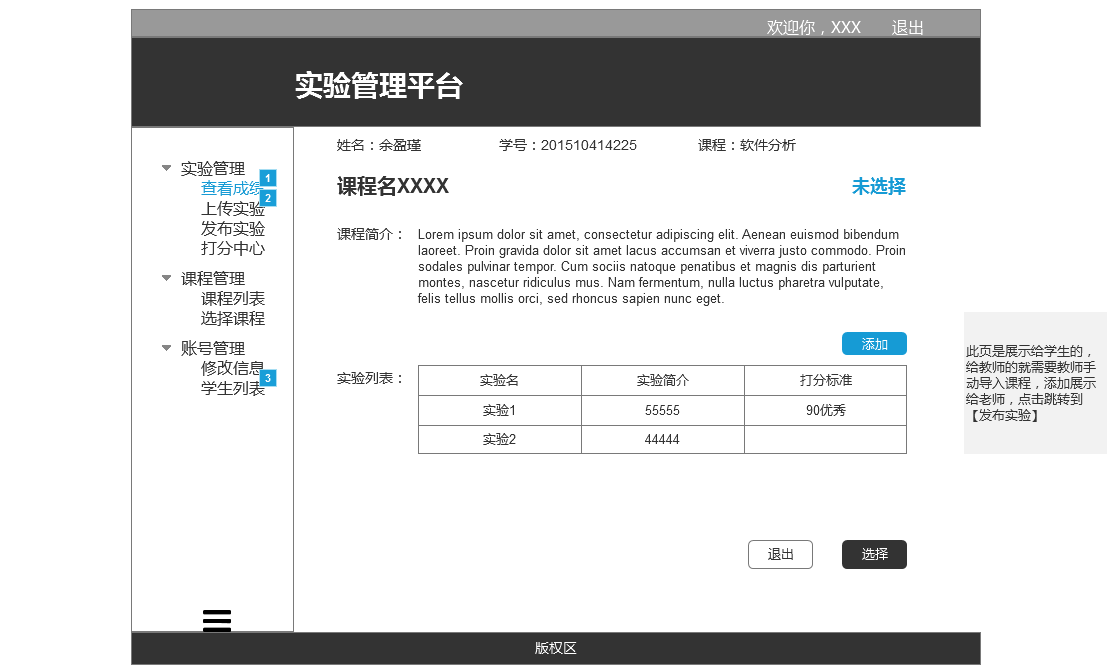 欢迎你，XXX 退出
实验管理平台
姓名：余盈瑾 学号：201510414225 课程：软件分析
实验管理
1
查看成绩
2
上传实验
发布实验
打分中心
课程管理
课程列表
选择课程
账号管理
修改信息
3
学生列表
课程名XXXX 未选择
课程简介： Lorem ipsum dolor sit amet, consectetur adipiscing elit. Aenean euismod bibendum
laoreet. Proin gravida dolor sit amet lacus accumsan et viverra justo commodo. Proin
sodales pulvinar tempor. Cum sociis natoque penatibus et magnis dis parturient
montes, nascetur ridiculus mus. Nam fermentum, nulla luctus pharetra vulputate,
felis tellus mollis orci, sed rhoncus sapien nunc eget.
添加
实验列表： 实验名 实验简介 打分标准
实验1 55555 90优秀
实验2 44444
退出 选择
此页是展示给学生的，
给教师的就需要教师手
动导入课程，添加展示
给老师，点击跳转到
【发布实验】
版权区